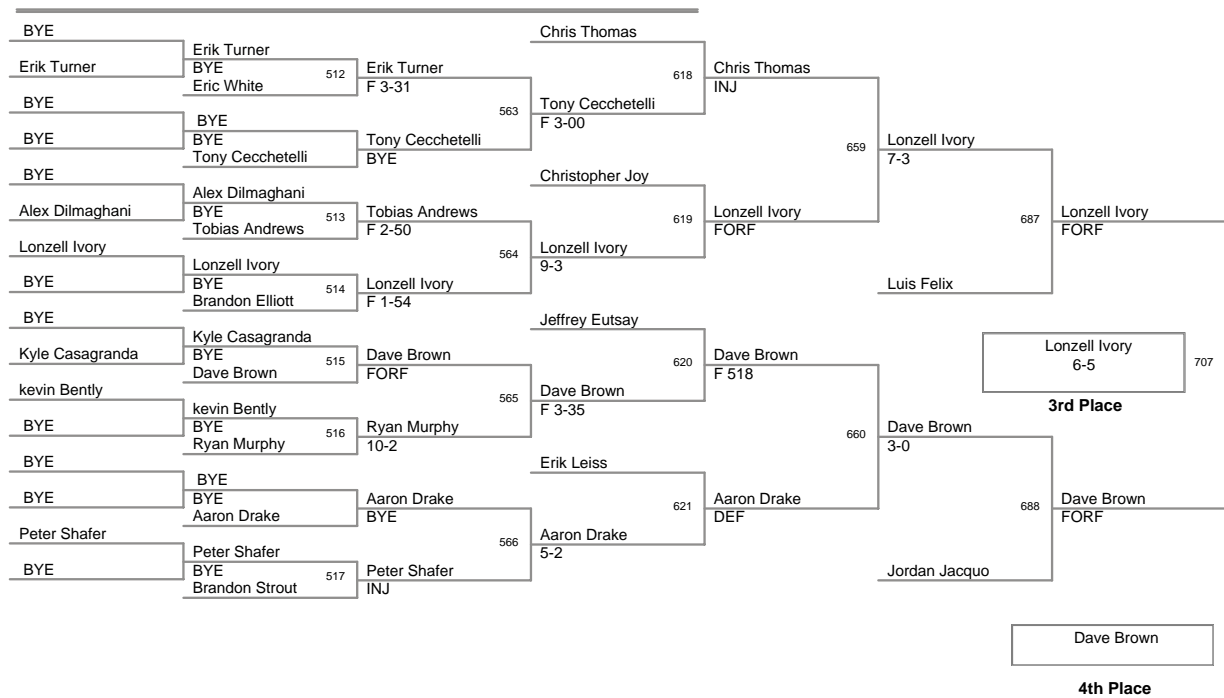 BYE
Erik Turner
BYE
BYE
BYE
Alex Dilmaghani
Lonzell Ivory
BYE
BYE
Kyle Casagranda
kevin Bently
BYE
BYE
BYE
Peter Shafer
BYE
Erik Turner
BYE
Eric White
512
BYE
BYE
Tony Cecchetelli
Alex Dilmaghani
BYE
Tobias Andrews
513
Lonzell Ivory
BYE
Brandon Elliott
514
Kyle Casagranda
BYE
Dave Brown
515
kevin Bently
BYE
Ryan Murphy
516
BYE
BYE
Aaron Drake
Peter Shafer
BYE
Brandon Strout
517
Erik Turner
F 3-31
563
Tony Cecchetelli
BYE
Tobias Andrews
F 2-50
564
Lonzell Ivory
F 1-54
Dave Brown
FORF
565
Ryan Murphy
10-2
Aaron Drake
BYE
566
Peter Shafer
INJ
Chris Thomas
618
Tony Cecchetelli
F 3-00
Christopher Joy
619
Lonzell Ivory
9-3
Jeffrey Eutsay
620
Dave Brown
F 3-35
Erik Leiss
621
Aaron Drake
5-2
Chris Thomas
INJ
659
Lonzell Ivory
FORF
Dave Brown
F 518
660
Aaron Drake
DEF
Lonzell Ivory
7-3
687
Luis Felix
Dave Brown
3-0
688
Jordan Jacquo
Lonzell Ivory
FORF
Lonzell Ivory
6-5
707
3rd Place
Dave Brown
FORF
Dave Brown
4th Place